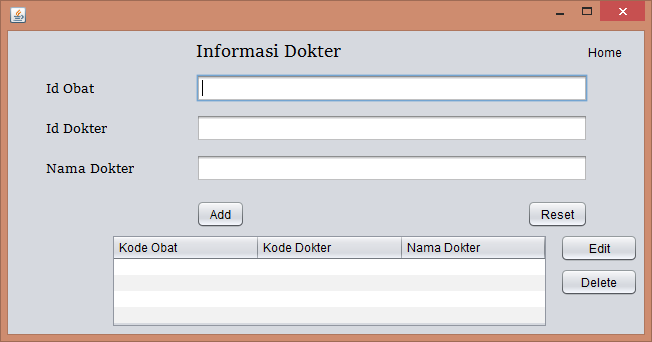 Informasi Dokter
Home
Id Obat
Id Dokter
Nama Dokter
Add
Reset
Kode Obat Kode Dokter Nama Dokter
Edit
Delete